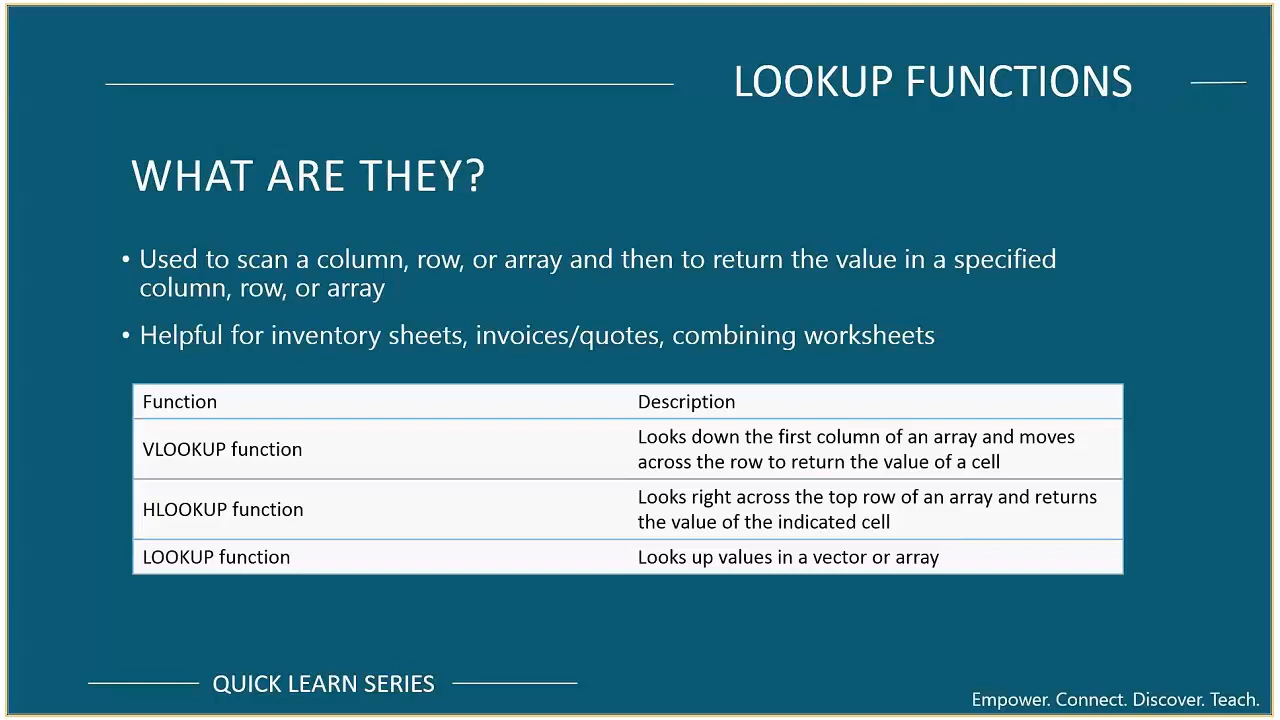 LOOKUP FUNCTIONS
WHAT ARE THEY?
• Used to scan a column, row, or array and then to return the value in a specified
column, row, or array
• Helpful for inventory sheets, invoices/quotes, combining worksheets
Function Description
VLOOKUP function
Looks down the first column of an array and moves
across the row to return the value of a cell
HLOOKUP function
Looks right across the top row of an array and returns
the value of the indicated cell
LOOKUP function Looks up values in a vector or array
QUICK LEARN SERIES
Empower. Connect. Discover. Teach.